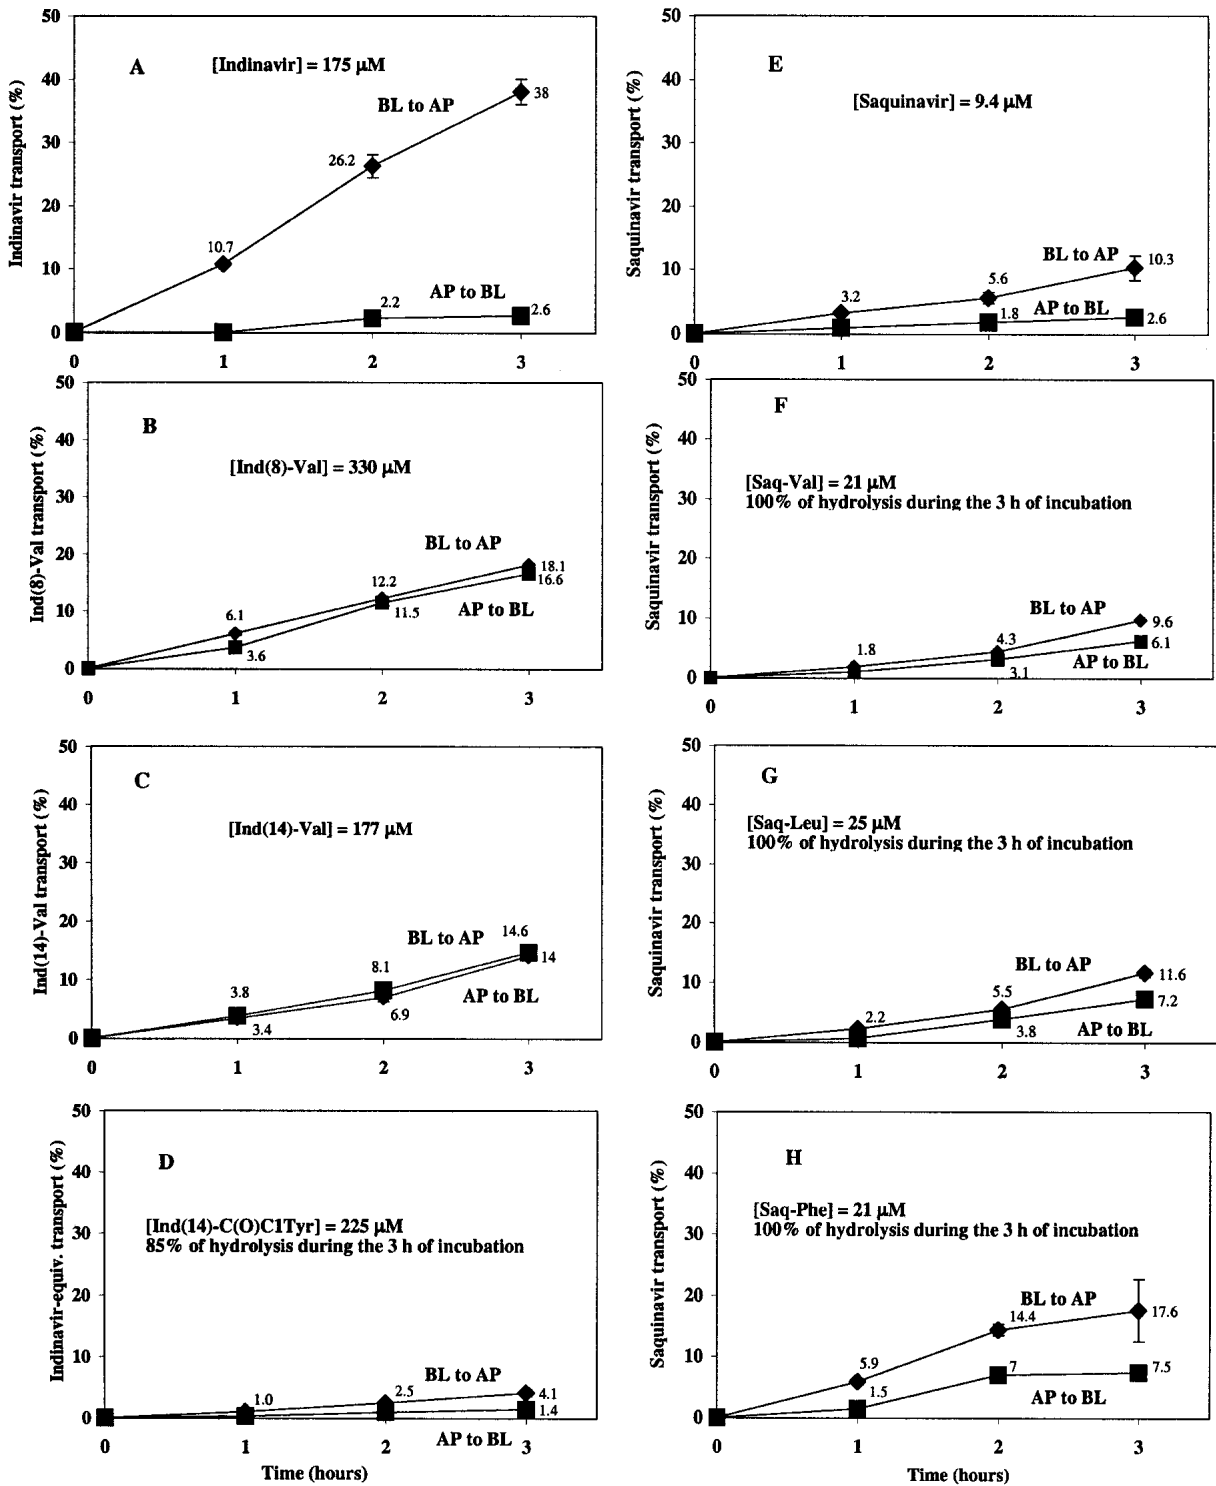 A
[Indinavir] = 175 µM
Indinavir transport (%)
50
40
30
20
10
0
BL to AP
38
26.2
10.7
AP to BL
2.2
2.6
0
1
2
3
E
[Saquinavir] = 9.4 µM
Saquinavir transport (%)
50
40
30
20
10
0
BL to AP
10.3
5.6
3.2
AP to BL
1.8
2.6
0
1
2
3
B
[Ind(8)-Val] = 330 µM
Ind(8)-Val transport (%)
50
40
30
20
10
0
BL to AP
18.1
16.6
12.2
11.5
AP to BL
6.1
3.6
0
1
2
3
F
[Saq-Val] = 21 µM
100% of hydrolysis during the 3 h of incubation
Saquinavir transport (%)
50
40
30
20
10
0
BL to AP
9.6
6.1
4.3
1.8
AP to BL
3.1
0
1
2
3
C
[Ind(14)-Val] = 177 µM
Ind(14)-Val transport (%)
50
40
30
20
10
0
BL to AP
14.6
14
8.1
AP to BL
3.8
6.9
3.4
0
1
2
3
G
[Saq-Leu] = 25 µM
100% of hydrolysis during the 3 h of incubation
Saquinavir transport (%)
50
40
30
20
10
0
BL to AP
11.6
5.5
7.2
2.2
3.8
AP to BL
0
1
2
3
D
[Ind(14)-C(O)C1Tyr] = 225 µM
85% of hydrolysis during the 3 h of incubation
Indinavir-equiv. transport (%)
50
40
30
20
10
0
BL to AP
4.1
2.5
1.0
1.4
AP to BL
0
1
2
3
Time (hours)
H
[Saq-Phe] = 21 µM
100% of hydrolysis during the 3 h of incubation
Saquinavir transport (%)
50
40
30
20
10
0
BL to AP
17.6
14.4
5.9
7
7.5
1.5
AP to BL
0
1
2
3
Time (hours)